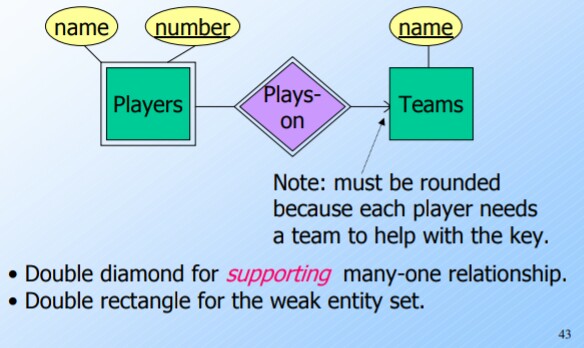 name
number
name
Players
Plays-
on
Teams
Note: must be rounded
because each player needs
a team to help with the key.
• Double diamond for supporting many-one relationship.
• Double rectangle for the weak entity set.
43